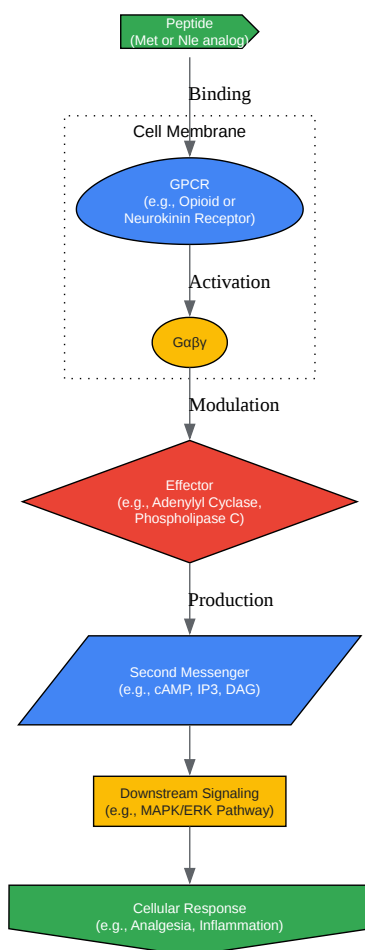 Peptide
(Met or Nle analog)
Binding
Cell Membrane
GPCR
(e.g., Opioid or
Neurokinin Receptor)
Activation
Gαβγ
Modulation
Effector
(e.g., Adenylyl Cyclase,
Phospholipase C)
Production
Second Messenger
(e.g., cAMP, IP3, DAG)
Downstream Signaling
(e.g., MAPK/ERK Pathway)
Cellular Response
(e.g., Analgesia, Inflammation)